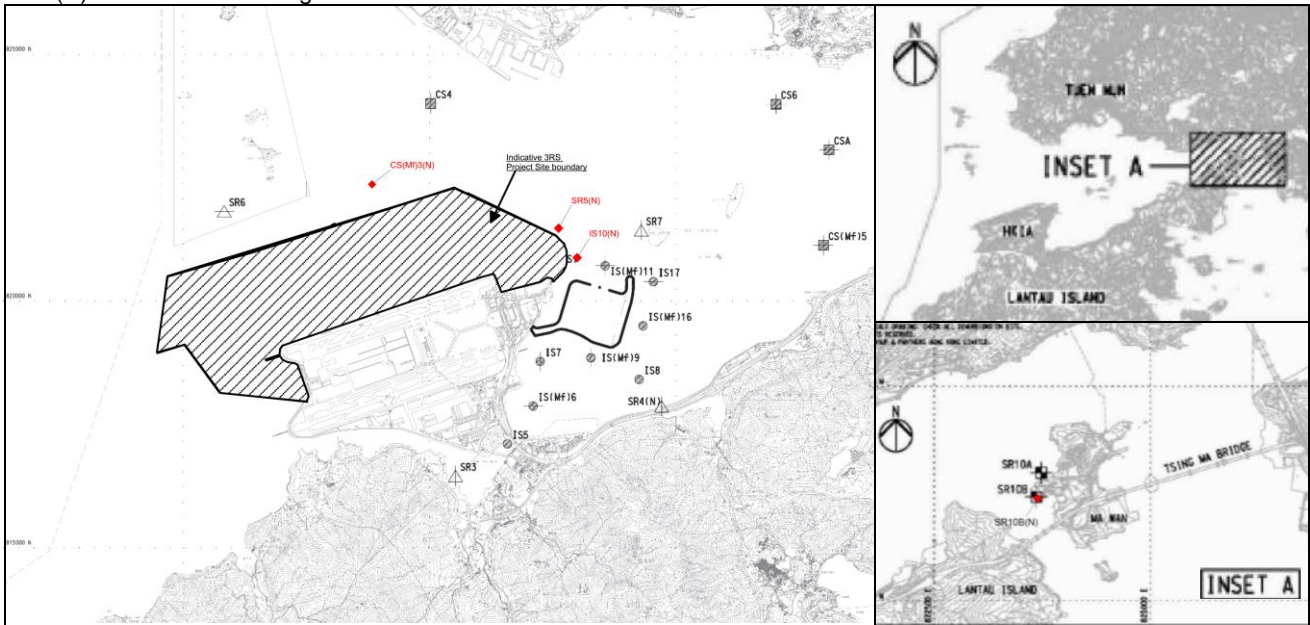 825000 N
CS4
CS6
CSA
CS(Mf)3(N)
Indicative 3RS
Project Site boundary
SR6
SR5(N)
SR7
IS10(N)
CS(Mf)5
IS(Mf)11
IS17
820000 N
IS(Mf)16
IS7
IS(Mf)9
IS8
IS(Mf)6
SR4(N)
IS5
SR3
815000 N
N
TUEN MUN
INSET A
HKIA
LANTAU ISLAND
N
SR10A
SR10B
SR10B(N)
TSING MA BRIDGE
MA WAN
LANTAU ISLAND
INSET A
822500 E
825000 E